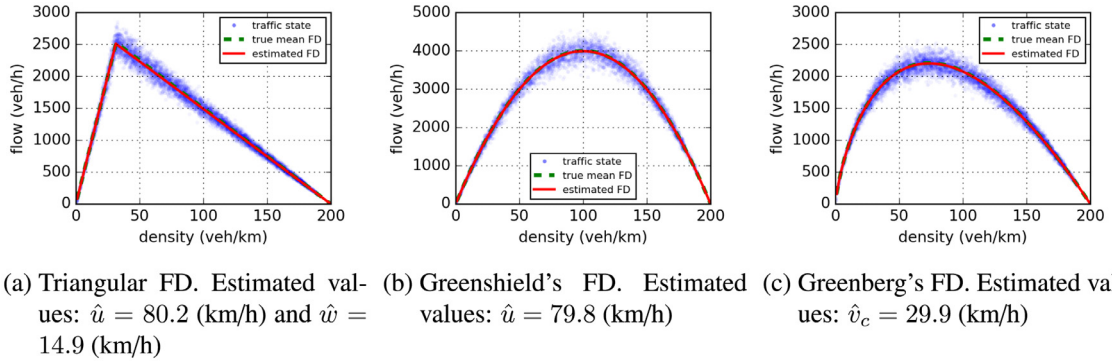 3000
2500
2000
1500
1000
500
0
0 50 100 150 200
flow (veh/h)
density (veh/km)
traffic state
true mean FD
estimated FD
5000
4000
3000
2000
1000
0
0 50 100 150 200
flow (veh/h)
density (veh/km)
traffic state
true mean FD
estimated FD
3000
2500
2000
1500
1000
500
0
0 50 100 150 200
flow (veh/h)
density (veh/km)
traffic state
true mean FD
estimated FD
(a) Triangular FD. Estimated val-
ues: û = 80.2 (km/h) and ŵ =
14.9 (km/h)
(b) Greenshield's FD. Estimated
values: û = 79.8 (km/h)
(c) Greenberg's FD. Estimated va
ues: v̂c = 29.9 (km/h)